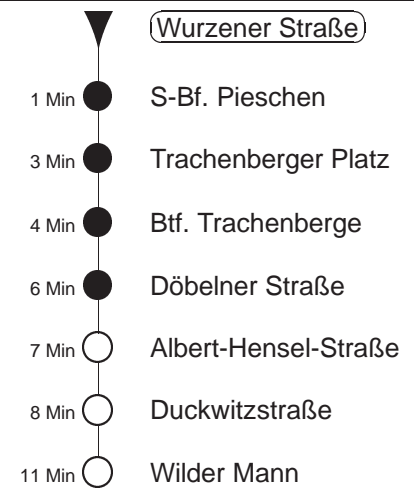 Wurzener Straße
1 Min S-Bf. Pieschen
3 Min Trachenberger Platz
4 Min Btf. Trachenberge
6 Min Döbelner Straße
7 Min Albert-Hensel-Straße
8 Min Duckwitzstraße
11 Min Wilder Mann